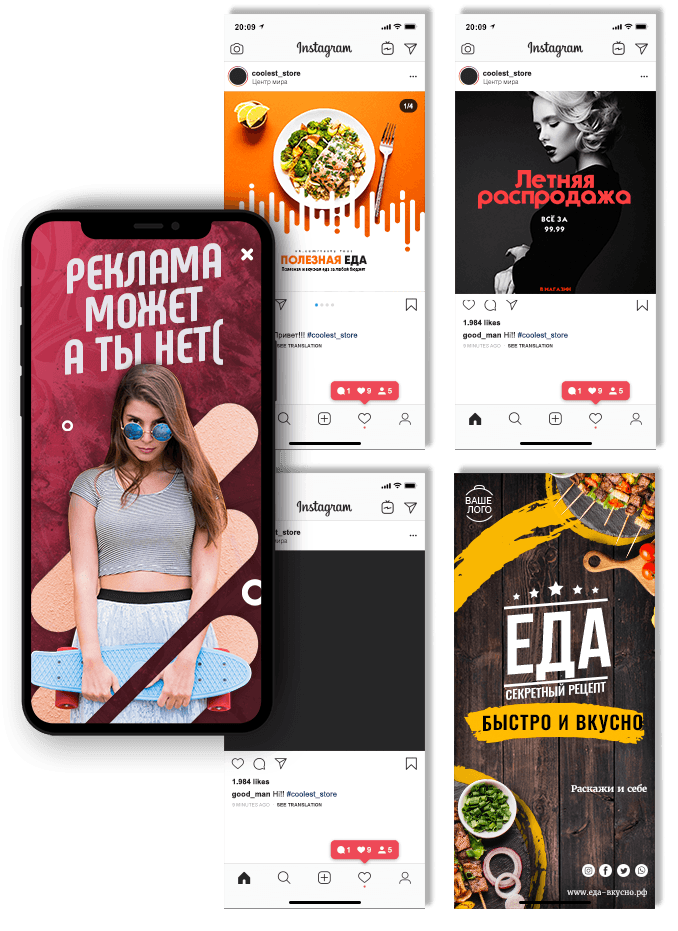 20:09
Instagram
coolest_store
Центр мира
1/4
ПОЛЕЗНАЯ ЕДА
Полезная и вкусная еда за любой бюджет
Привет!!! #coolest_store
SEE TRANSLATION
1 9 5
20:09
Instagram
coolest_store
Центр мира
Летняя
распродажа
ВСЁ ЗА
99.99
В МАГАЗИН
1.984 likes
good_man Hi!! #coolest_store
9 MINUTES AGO SEE TRANSLATION
1 9 5
РЕКЛАМА
МОЖЕТ
А ТЫ НЕТ(
Instagram
coolest_store
Центр мира
1.984 likes
good_man Hi!! #coolest_store
9 MINUTES AGO SEE TRANSLATION
1 9 5
ВАШЕ
ЛОГО
ЕДА
СЕКРЕТНЫЙ РЕЦЕПТ
БЫСТРО И ВКУСНО
Раскажи и себе
www.еда-вкусно.рф